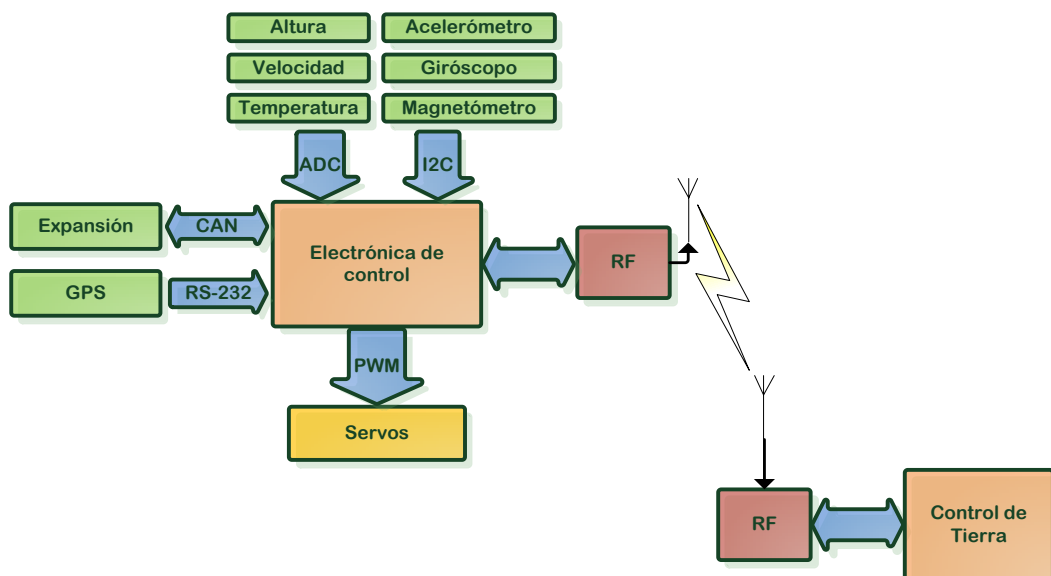 Altura
Acelerómetro
Velocidad
Giróscopo
Temperatura
Magnetómetro
ADC
I2C
Expansión
CAN
Electrónica de
control
RF
GPS
RS-232
PWM
Servos
RF
Control de
Tierra